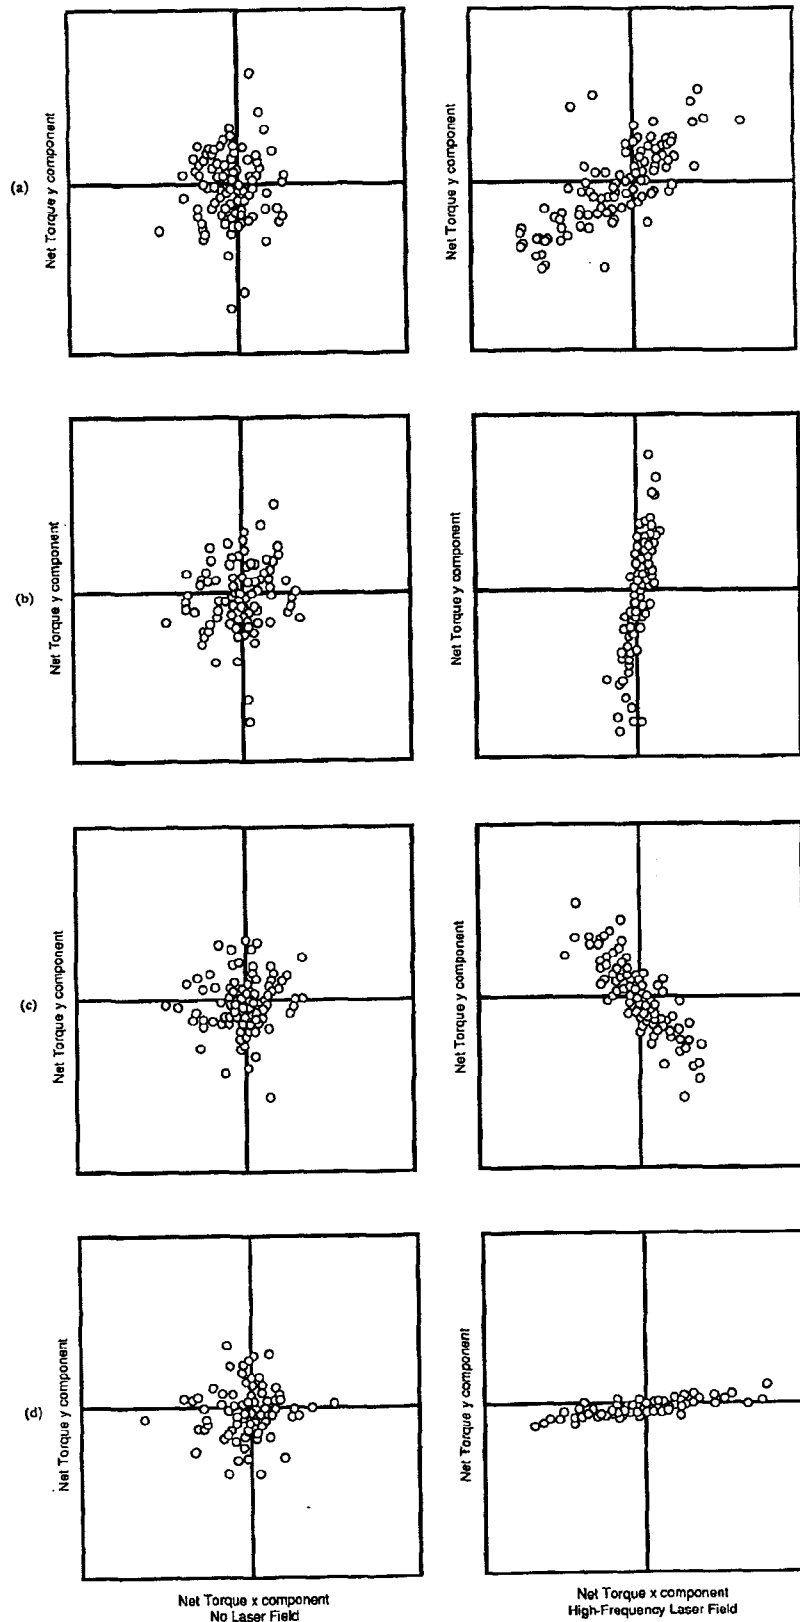 (a)
Net Torque y component
Net Torque y component
(b)
Net Torque y component
Net Torque y component
(c)
Net Torque y component
Net Torque y component
(d)
Net Torque y component
Net Torque y component
Net Torque x component
No Laser Field
Net Torque x component
High-Frequency Laser Field